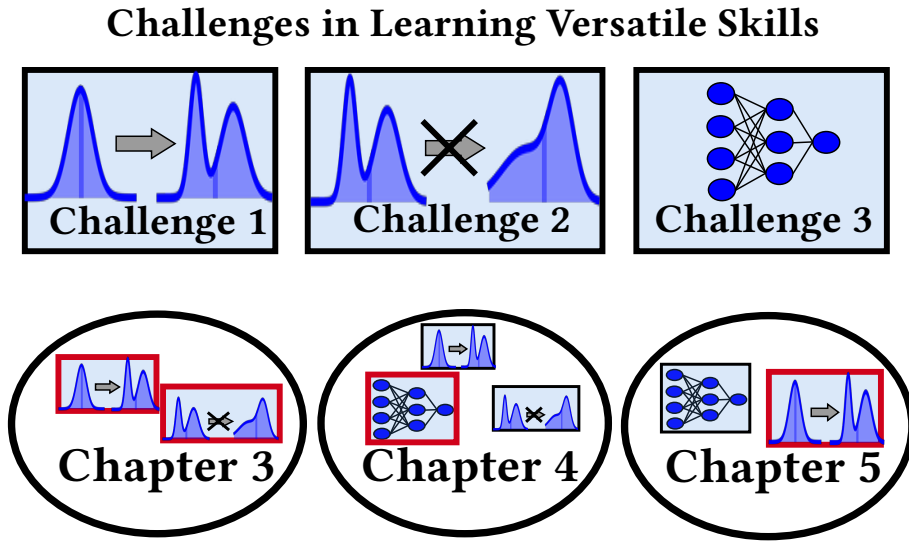 Challenges in Learning Versatile Skills
Challenge 1
Challenge 2
Challenge 3
Chapter 3
Chapter 4
Chapter 5